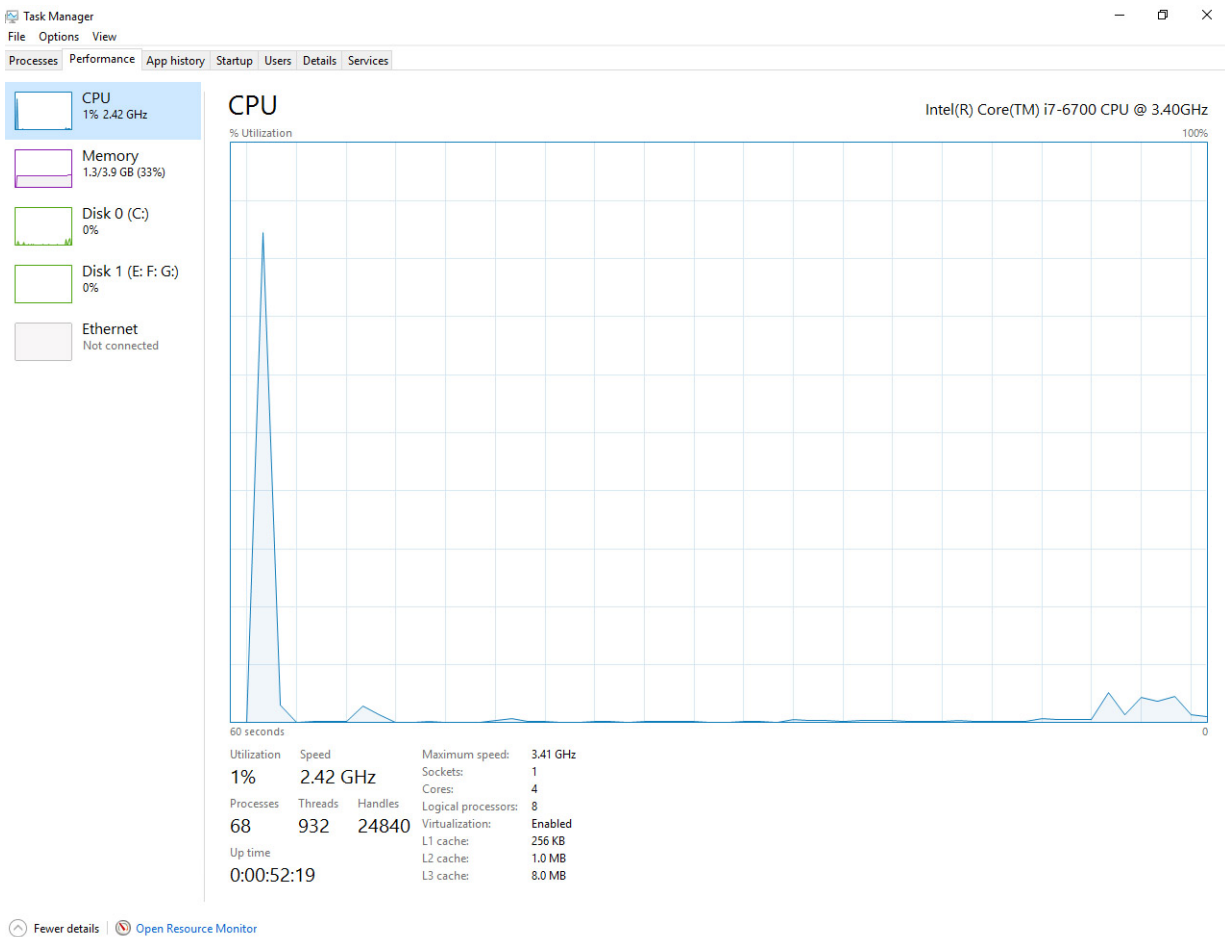 Task Manager
File Options View
Processes Performance App history Startup Users Details Services
CPU
1% 2.42 GHz
Memory
1.3/3.9 GB (33%)
Disk 0 (C:)
0%
Disk 1 (E: F: G:)
0%
Ethernet
Not connected
CPU
Intel(R) Core(TM) i7-6700 CPU @ 3.40GHz
% Utilization 100%
60 seconds 0
Utilization Speed
1% 2.42 GHz
Processes Threads Handles
68 932 24840
Up time
0:00:52:19
Maximum speed: 3.41 GHz
Sockets: 1
Cores: 4
Logical processors: 8
Virtualization: Enabled
L1 cache: 256 KB
L2 cache: 1.0 MB
L3 cache: 8.0 MB
Fewer details Open Resource Monitor